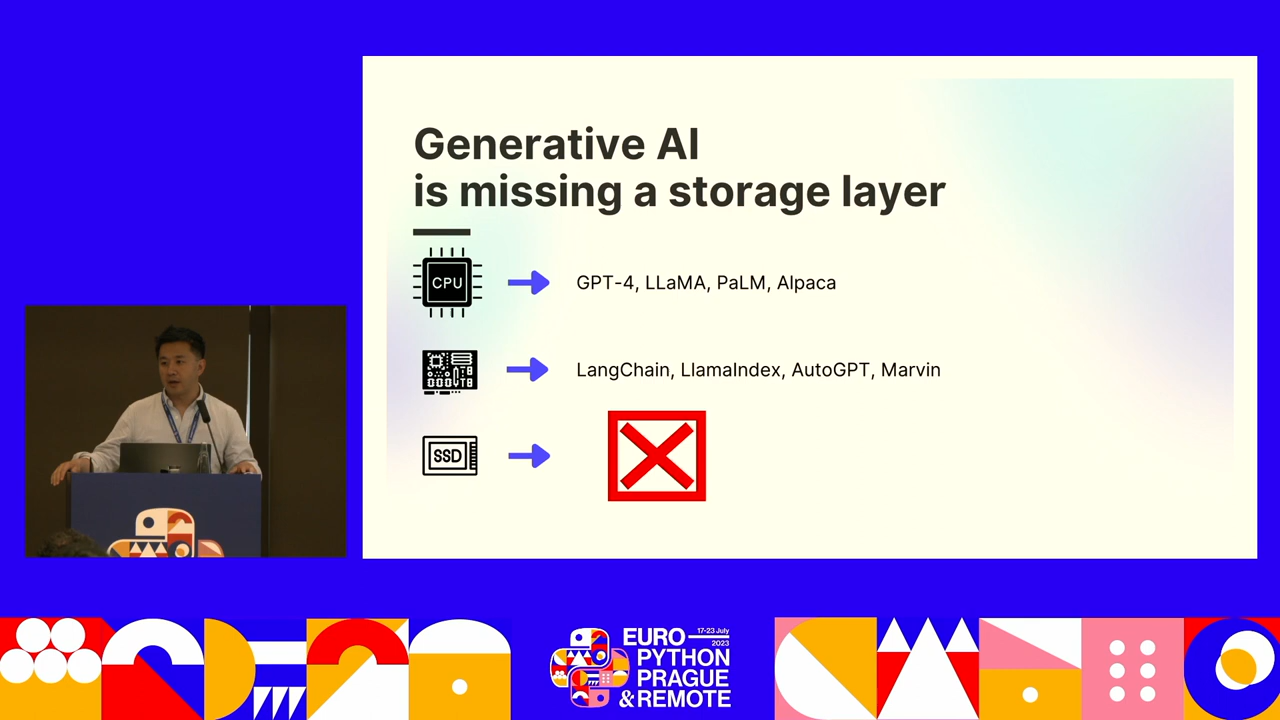 Generative AI
is missing a storage layer
CPU
GPT-4, LLaMA, PaLM, Alpaca
LangChain, LlamaIndex, AutoGPT, Marvin
SSD
17-23 July
2023
EURO
PYTHON
PRAGUE
& REMOTE